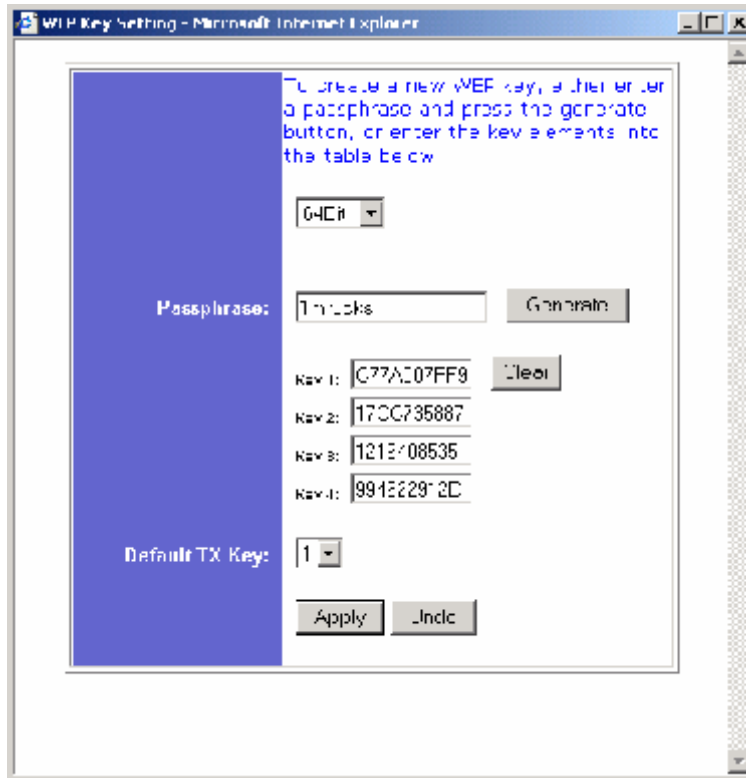 WEP Key Setting - Microsoft Internet Explorer
To create a new WEP key, either enter
a passphrase and press the generate
button, or enter the key elements into
the table below
64Bit
Passphrase: Generate
Key 1: Clear
Key 2:
Key 3:
Key 4:
Default TX Key: 1
Apply Undo